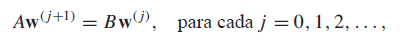 Aw^(j+1) = Bw^(j), para cada j = 0, 1, 2, . . . ,